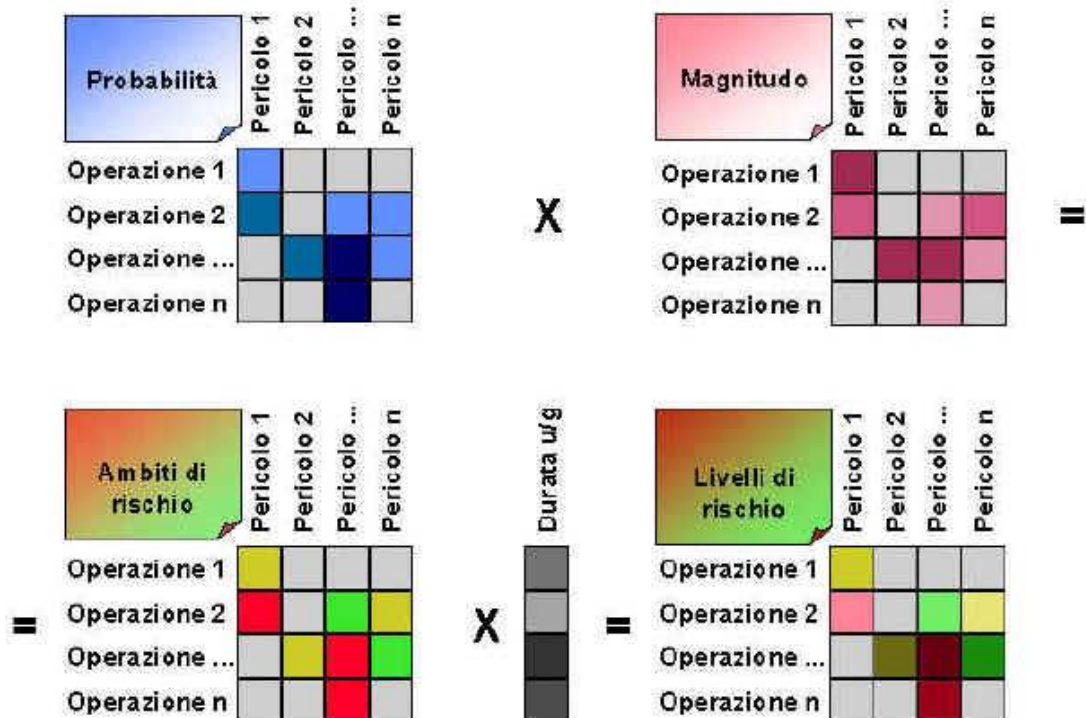 Probabilità
Pericolo 1
Pericolo 2
Pericolo ...
Pericolo n
Operazione 1
Operazione 2
Operazione ...
Operazione n
X
Magnitudo
Pericolo 1
Pericolo 2
Pericolo ...
Pericolo n
Operazione 1
Operazione 2
Operazione ...
Operazione n
=
Ambiti di
rischio
Pericolo 1
Pericolo 2
Pericolo ...
Pericolo n
=
Operazione 1
Operazione 2
Operazione ...
Operazione n
X
Durata u/g
=
Livelli di
rischio
Pericolo 1
Pericolo 2
Pericolo ...
Pericolo n
Operazione 1
Operazione 2
Operazione ...
Operazione n